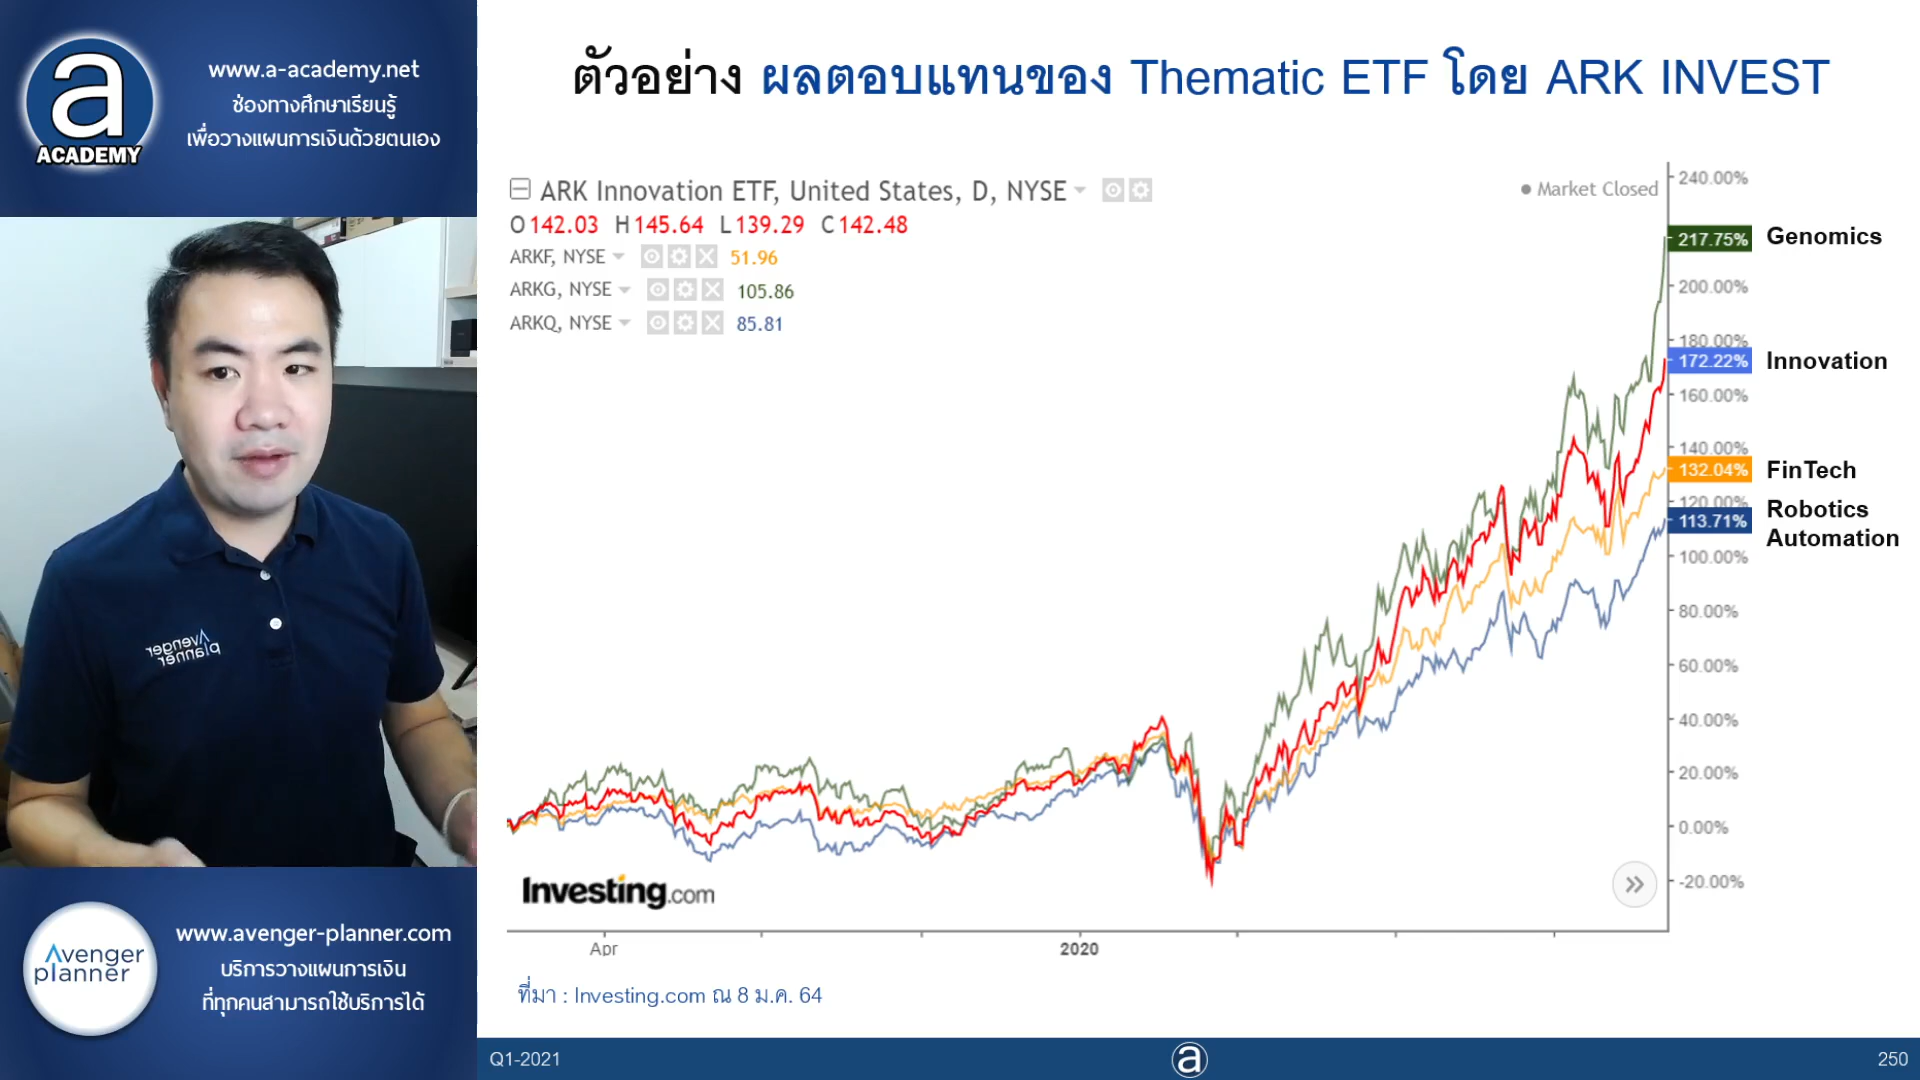 a
ACADEMY
www.a-academy.net
ช่องทางศึกษาเรียนรู้
เพื่อวางแผนการเงินด้วยตนเอง
Avenger
planner
Avenger
planner
www.avenger-planner.com
บริการวางแผนการเงิน
ที่ทุกคนสามารถใช้บริการได้
ตัวอย่าง ผลตอบแทนของ Thematic ETF โดย ARK INVEST
ARK Innovation ETF, United States, D, NYSE
Market Closed
O 142.03 H 145.64 L 139.29 C 142.48
ARKF, NYSE 51.96
ARKG, NYSE 105.86
ARKQ, NYSE 85.81
240.00%
217.75% Genomics
200.00%
180.00%
172.22% Innovation
160.00%
140.00%
132.04% FinTech
120.00%
113.71% Robotics
Automation
100.00%
80.00%
60.00%
40.00%
20.00%
0.00%
-20.00%
Investing.com
Apr 2020
ที่มา : Investing.com ณ 8 ม.ค. 64
Q1-2021 a 250